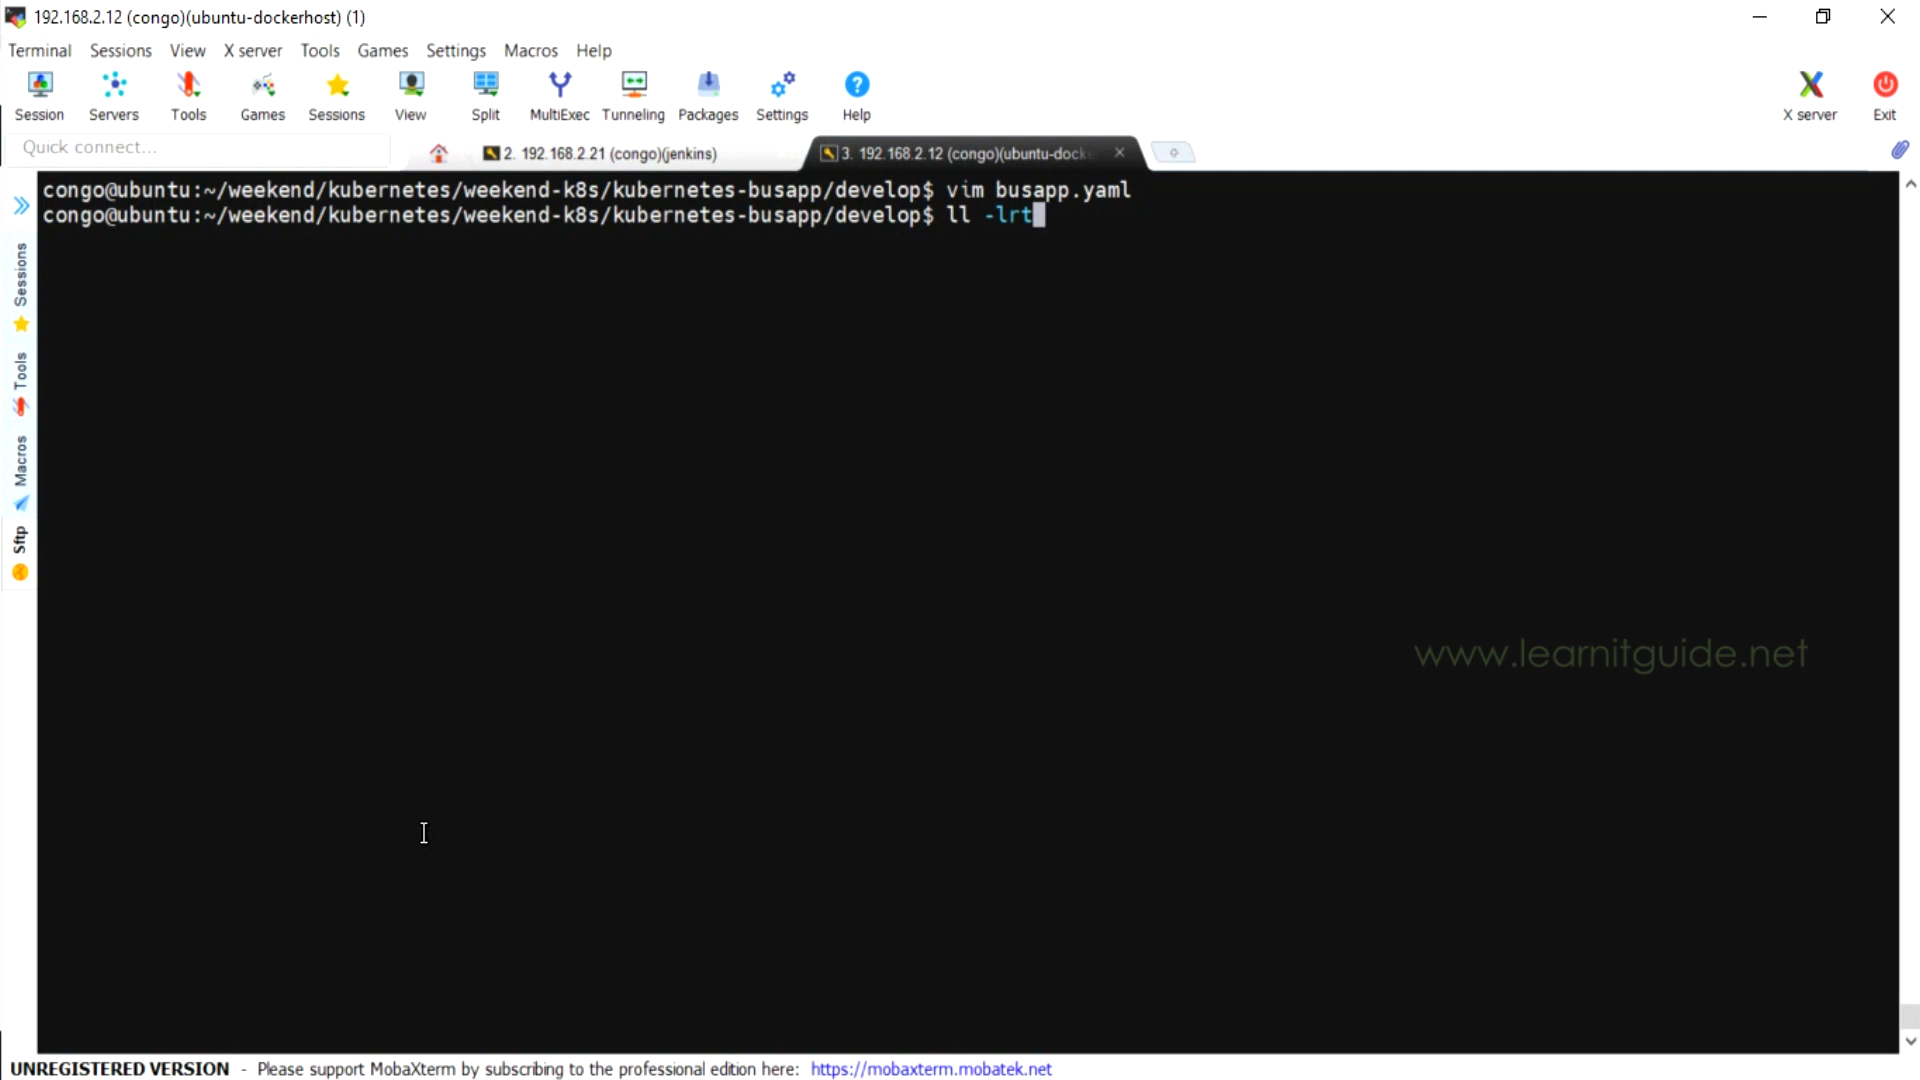 192.168.2.12 (congo)(ubuntu-dockerhost) (1)
Terminal Sessions View X server Tools Games Settings Macros Help
Session Servers Tools Games Sessions View Split MultiExec Tunneling Packages Settings Help X server Exit
Quick connect...
2. 192.168.2.21 (congo)(jenkins)
3. 192.168.2.12 (congo)(ubuntu-dock
congo@ubuntu:~/weekend/kubernetes/weekend-k8s/kubernetes-busapp/develop$ vim busapp.yaml
congo@ubuntu:~/weekend/kubernetes/weekend-k8s/kubernetes-busapp/develop$ ll -lrt
Sessions
Tools
Macros
Sftp
www.learnitguide.net
UNREGISTERED VERSION - Please support MobaXterm by subscribing to the professional edition here: https://mobaxterm.mobatek.net